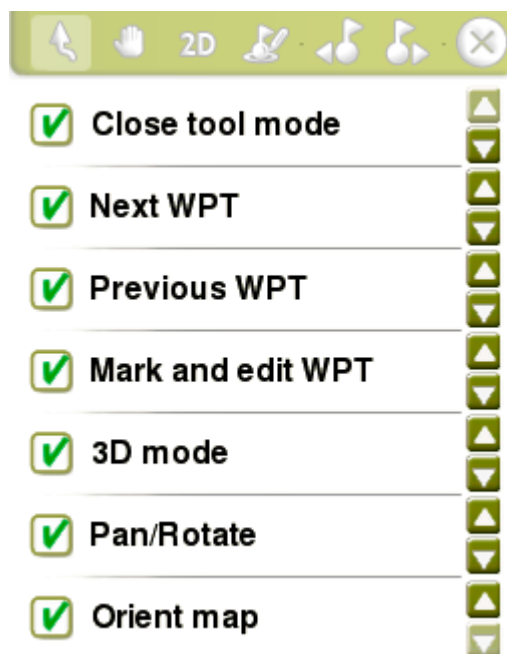 2D
Close tool mode
Next WPT
Previous WPT
Mark and edit WPT
3D mode
Pan/Rotate
Orient map